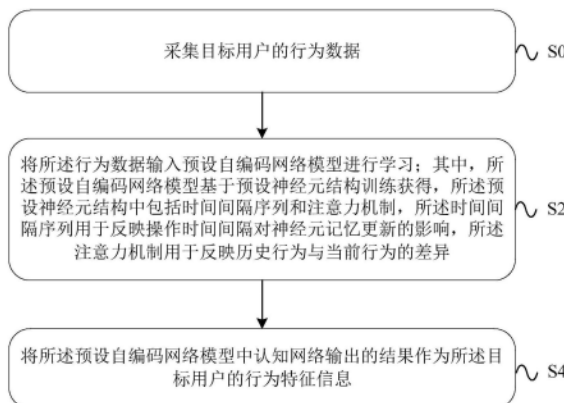 采集目标用户的行为数据
S0
将所述行为数据输入预设自编码网络模型进行学习；其中，所
述预设自编码网络模型基于预设神经元结构训练获得，所述预
设神经元结构中包括时间间隔序列和注意力机制，所述时间间
隔序列用于反映操作时间间隔对神经元记忆更新的影响，所述
注意力机制用于反映历史行为与当前行为的差异
S2
将所述预设自编码网络模型中认知网络输出的结果作为所述目
标用户的行为特征信息
S4